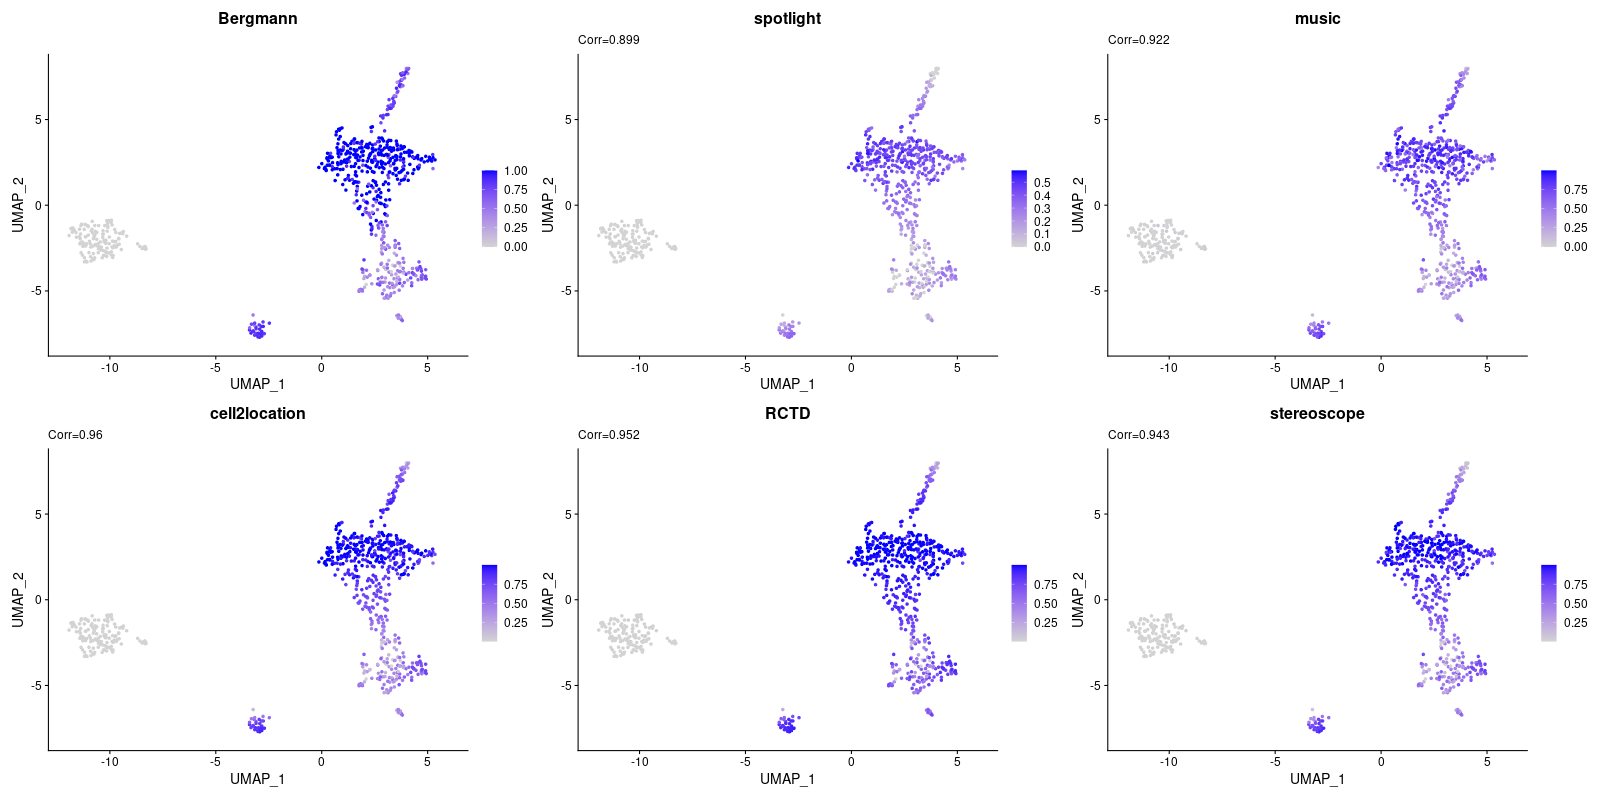 Bergmann
5
0
-5
-10
-5
0
5
UMAP_1
UMAP_2
1.00
0.75
0.50
0.25
0.00
spotlight
Corr=0.899
5
0
-5
-10
-5
0
5
UMAP_1
UMAP_2
0.5
0.4
0.3
0.2
0.1
0.0
music
Corr=0.922
5
0
-5
-10
-5
0
5
UMAP_1
UMAP_2
0.75
0.50
0.25
0.00
cell2location
Corr=0.96
5
0
-5
-10
-5
0
5
UMAP_1
UMAP_2
0.75
0.50
0.25
RCTD
Corr=0.952
5
0
-5
-10
-5
0
5
UMAP_1
UMAP_2
0.75
0.50
0.25
stereoscope
Corr=0.943
5
0
-5
-10
-5
0
5
UMAP_1
UMAP_2
0.75
0.50
0.25